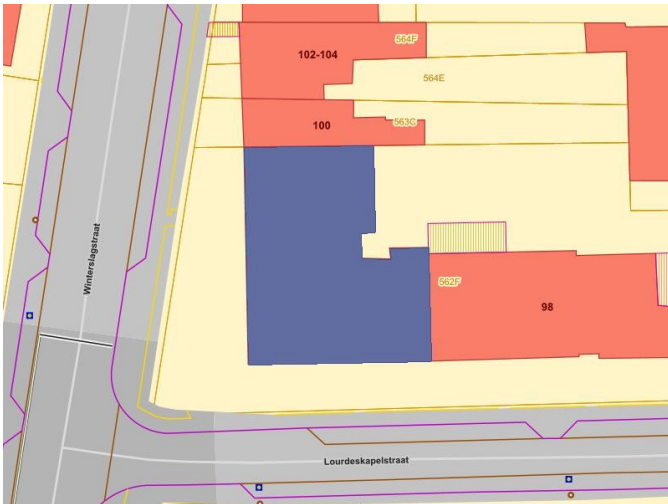 564F
102-104
564E
100
563C
Winterslagstraat
562F
98
Lourdeskapelstraat